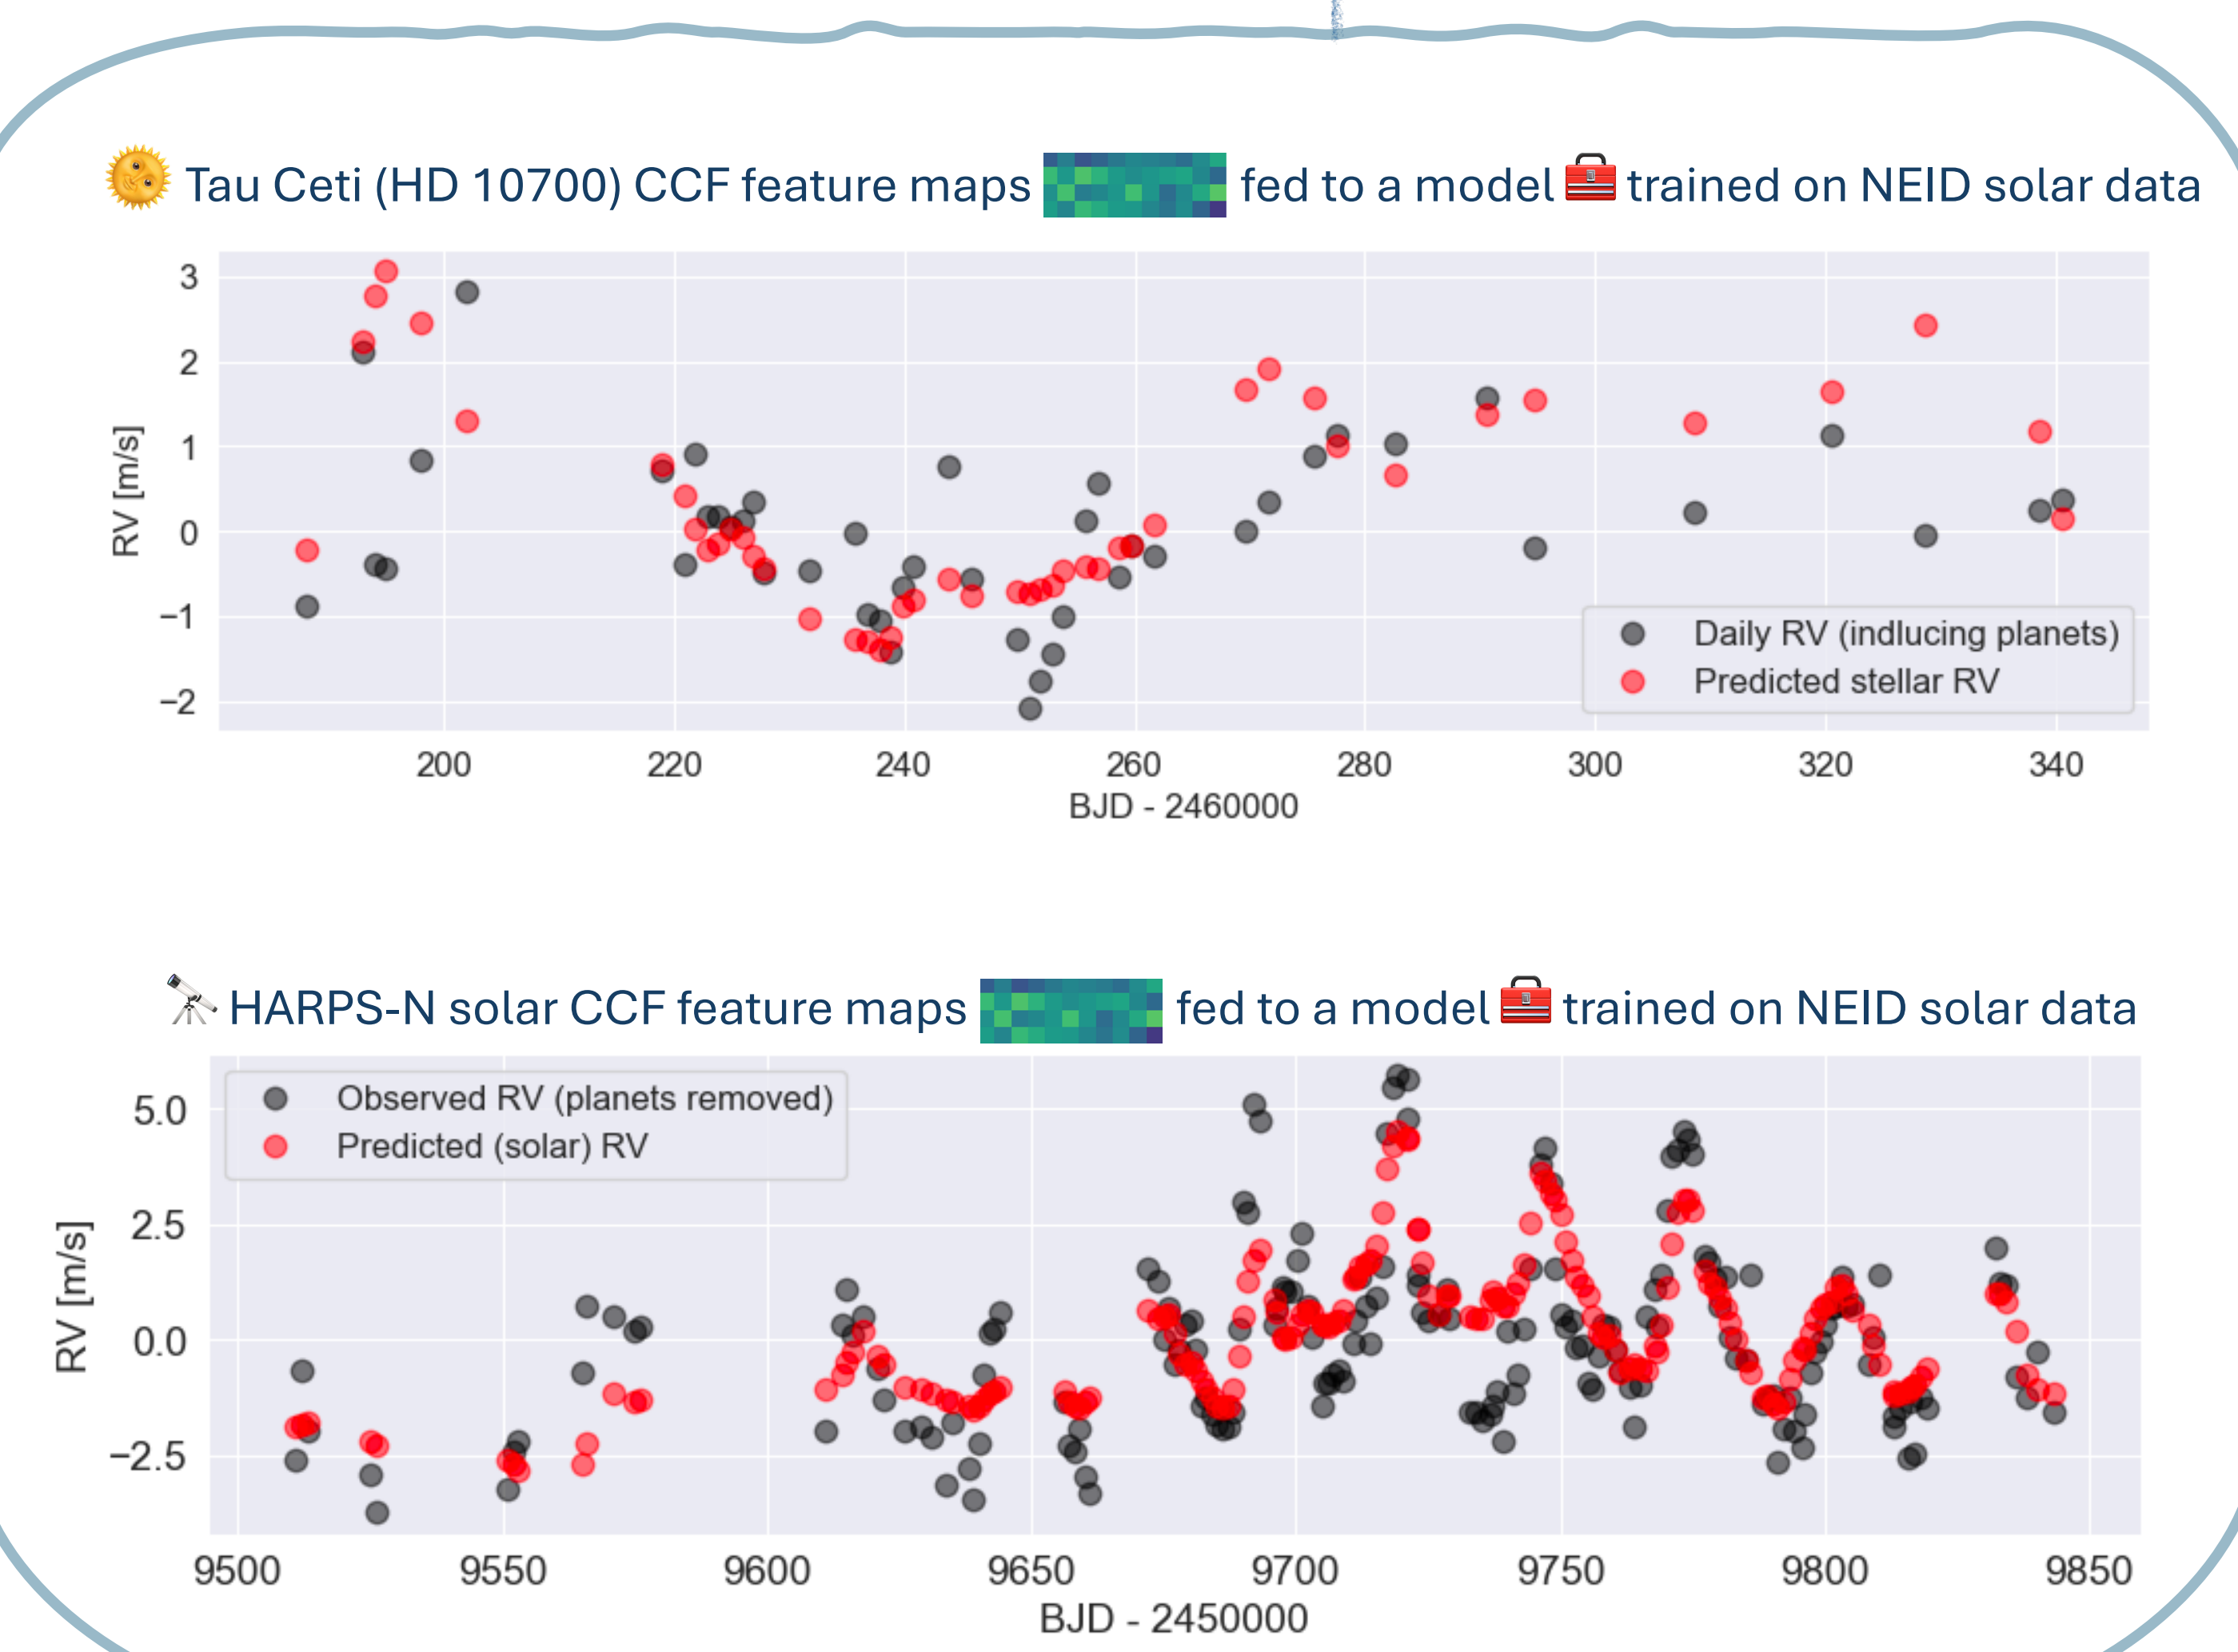 Tau Ceti (HD 10700) CCF feature maps fed to a model trained on NEID solar data
3
2
1
0
−1
−2
RV [m/s]
Daily RV (indlucing planets)
Predicted stellar RV
200 220 240 260 280 300 320 340
BJD - 2460000
HARPS-N solar CCF feature maps fed to a model trained on NEID solar data
Observed RV (planets removed)
Predicted (solar) RV
5.0
2.5
0.0
−2.5
RV [m/s]
9500 9550 9600 9650 9700 9750 9800 9850
BJD - 2450000